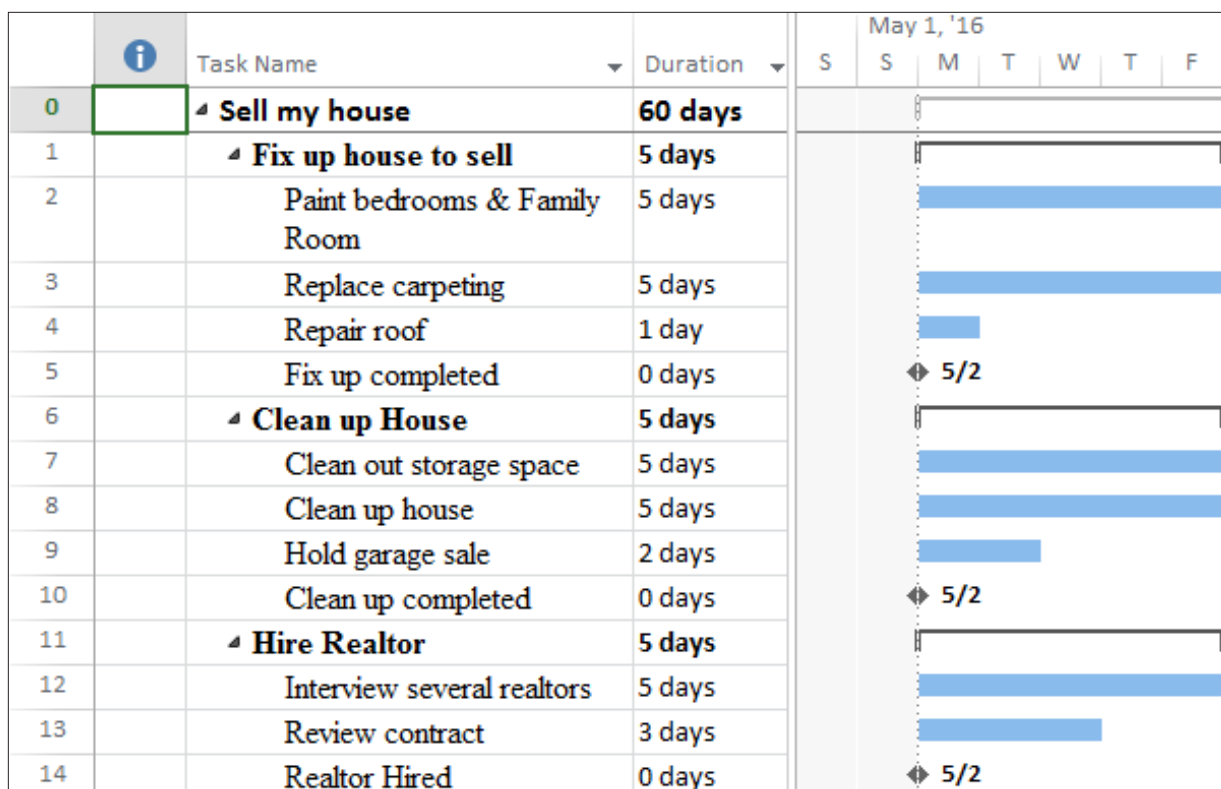 May 1, '16
Task Name Duration S S M T W T F
0 Sell my house 60 days
1 Fix up house to sell 5 days
2 Paint bedrooms & Family 5 days
Room
3 Replace carpeting 5 days
4 Repair roof 1 day
5 Fix up completed 0 days 5/2
6 Clean up House 5 days
7 Clean out storage space 5 days
8 Clean up house 5 days
9 Hold garage sale 2 days
10 Clean up completed 0 days 5/2
11 Hire Realtor 5 days
12 Interview several realtors 5 days
13 Review contract 3 days
14 Realtor Hired 0 days 5/2